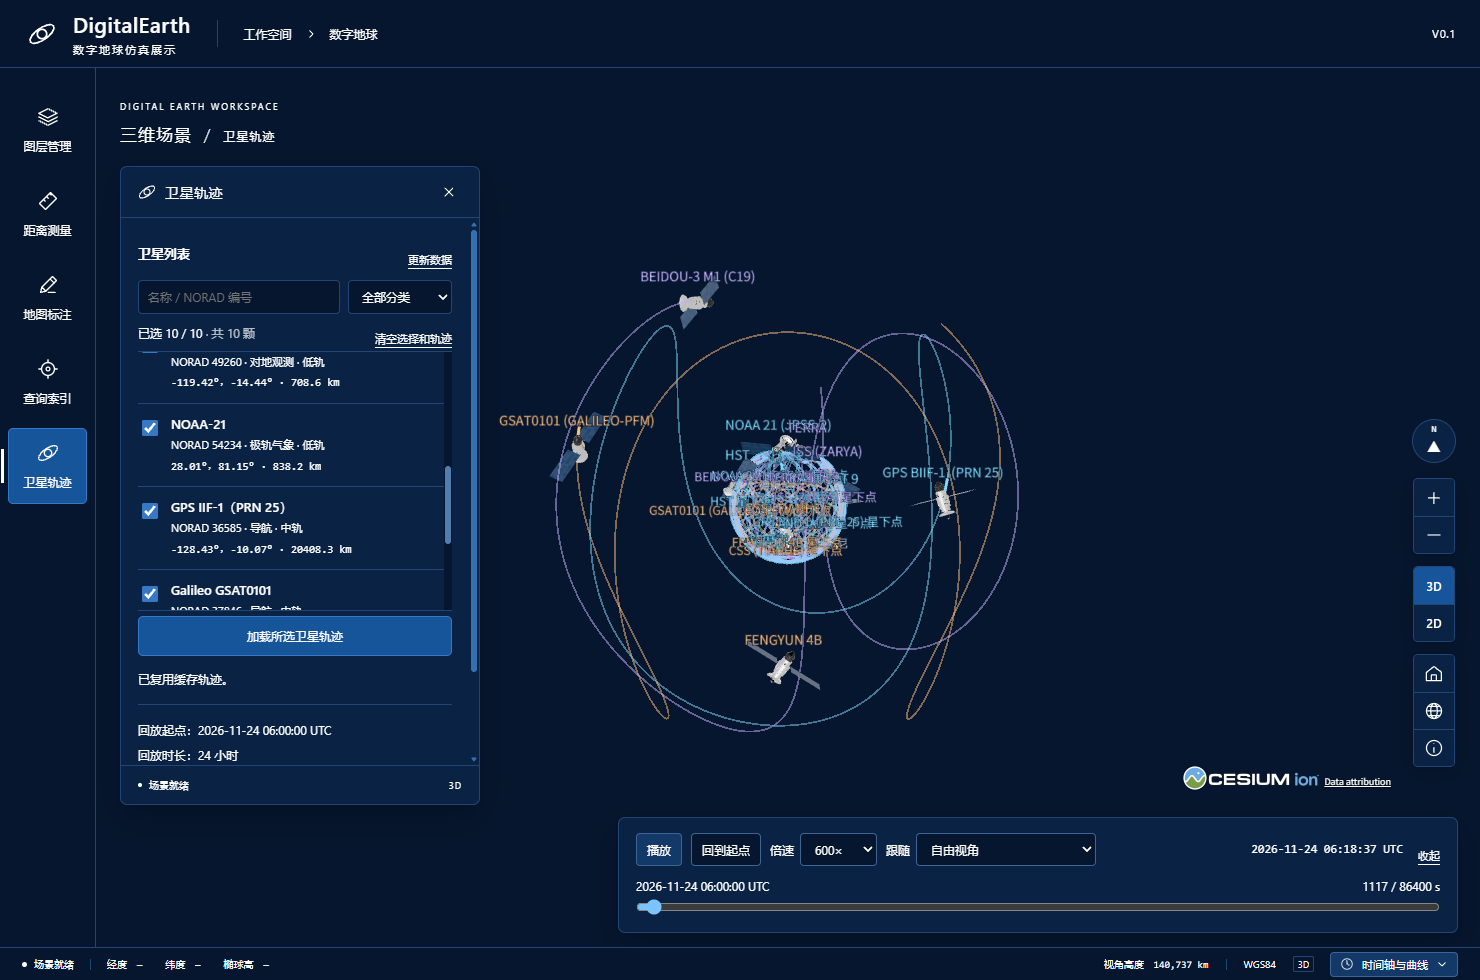 DigitalEarth
数字地球仿真展示
工作空间 > 数字地球
V0.1
图层管理
距离测量
地图标注
查询索引
卫星轨迹
DIGITAL EARTH WORKSPACE
三维场景 / 卫星轨迹
卫星轨迹
卫星列表
更新数据
名称 / NORAD 编号
全部分类
已选 10 / 10 · 共 10 颗
清空选择和轨迹
NORAD 49260 · 对地观测 · 低轨
-119.42°, -14.44° · 708.6 km
NOAA-21
NORAD 54234 · 极轨气象 · 低轨
28.01°, 81.15° · 838.2 km
GPS IIF-1（PRN 25）
NORAD 36585 · 导航 · 中轨
-128.43°, -10.07° · 20408.3 km
Galileo GSAT0101
NORAD 37846 · 导航 · 中轨
加载所选卫星轨迹
已复用缓存轨迹。
回放起点：2026-11-24 06:00:00 UTC
回放时长：24 小时
场景就绪
3D
BEIDOU-3 M1 (C19)
GSAT0101 (GALILEO-PFM)
NOAA 21 (JPSS-2)
TERRA
ISS (ZARYA)
HST
GPS BIIF-1 (PRN 25)
FENGYUN 4B
N
3D
2D
CESIUM ion
Data attribution
播放
回到起点
倍速
600×
跟随
自由视角
2026-11-24 06:18:37 UTC
收起
2026-11-24 06:00:00 UTC
1117 / 86400 s
场景就绪
经度 –
纬度 –
椭球高 –
视角高度 140,737 km
WGS84
3D
时间轴与曲线